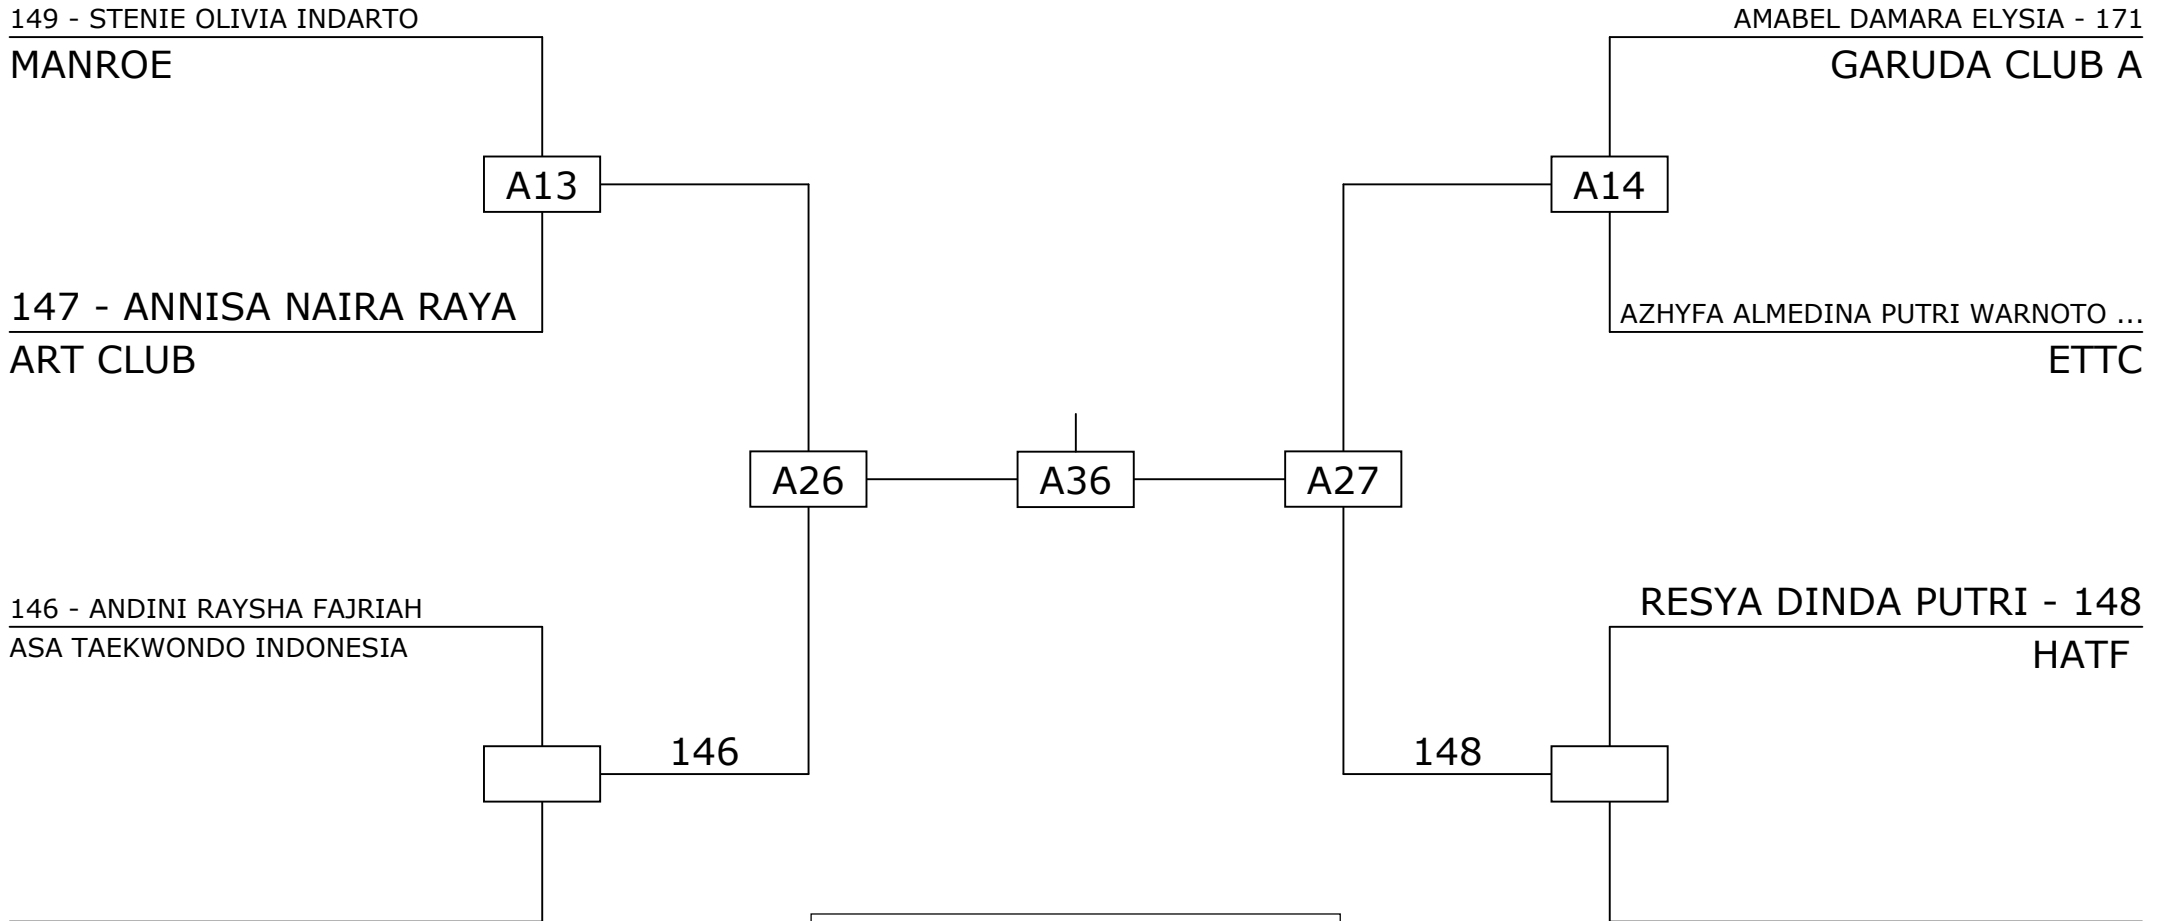 149 - STENIE OLIVIA INDARTO
MANROE
AMABEL DAMARA ELYSIA - 171
GARUDA CLUB A
A13
A14
147 - ANNISA NAIRA RAYA
ART CLUB
AZHYFA ALMEDINA PUTRI WARNOTO ...
ETTC
A26
A36
A27
146 - ANDINI RAYSHA FAJRIAH
ASA TAEKWONDO INDONESIA
RESYA DINDA PUTRI - 148
HATF
146
148